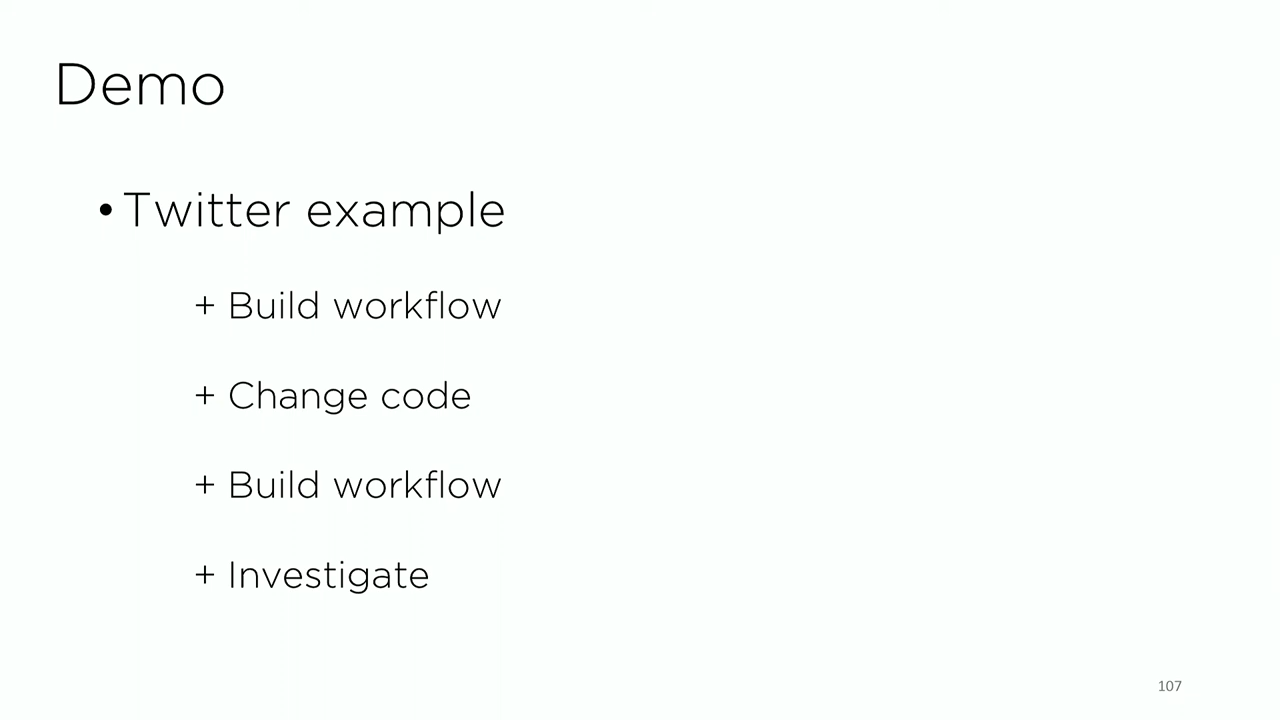 Demo
• Twitter example
+ Build workflow
+ Change code
+ Build workflow
+ Investigate
107